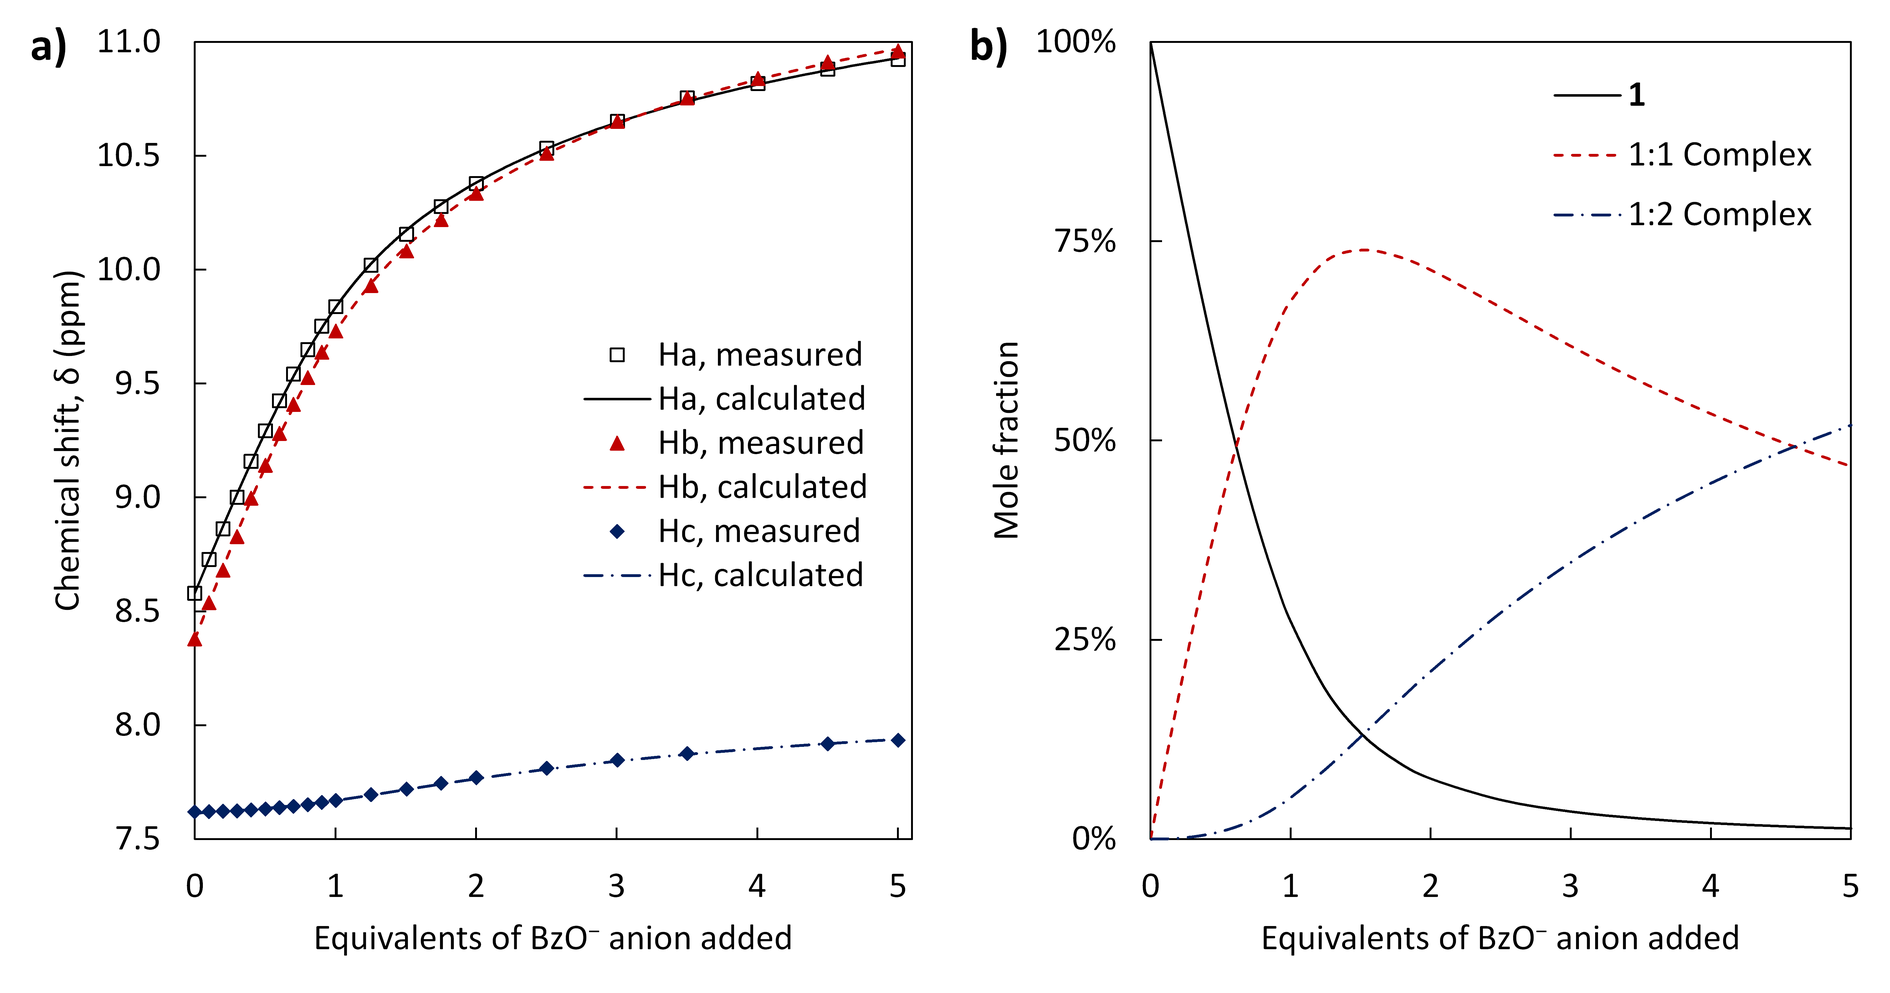 a)
11.0
10.5
10.0
9.5
9.0
8.5
8.0
7.5
Chemical shift, δ (ppm)
Ha, measured
Ha, calculated
Hb, measured
Hb, calculated
Hc, measured
Hc, calculated
0 1 2 3 4 5
Equivalents of BzO⁻ anion added
b)
100%
75%
50%
25%
0%
Mole fraction
1
1:1 Complex
1:2 Complex
0 1 2 3 4 5
Equivalents of BzO⁻ anion added